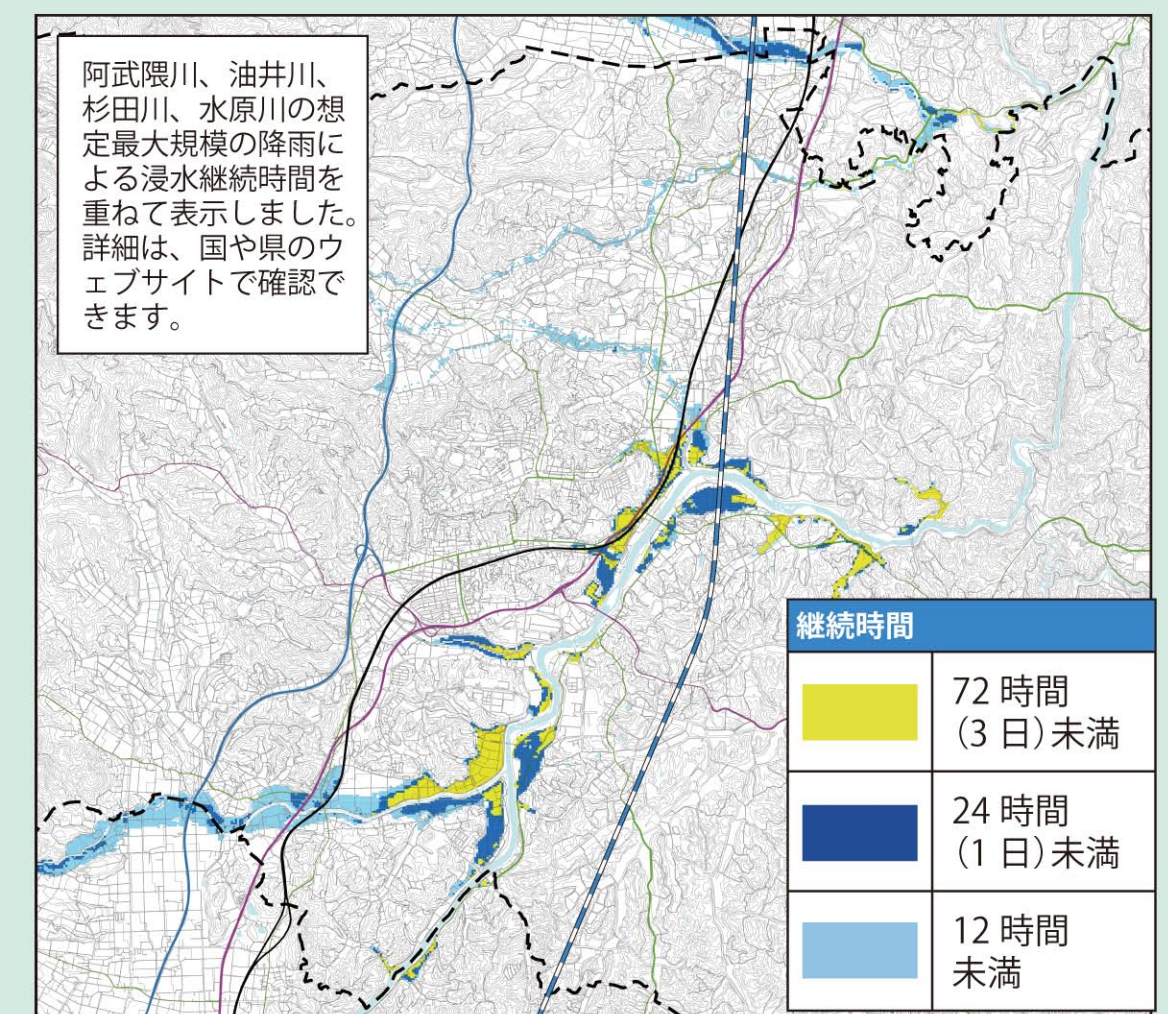 阿武隈川、油井川、
杉田川、水原川の想
定最大規模の降雨に
よる浸水継続時間を
重ねて表示しました。
詳細は、国や県のウ
ェブサイトで確認で
きます。
継続時間
72 時間
（3 日）未満
24 時間
（1 日）未満
12 時間
未満